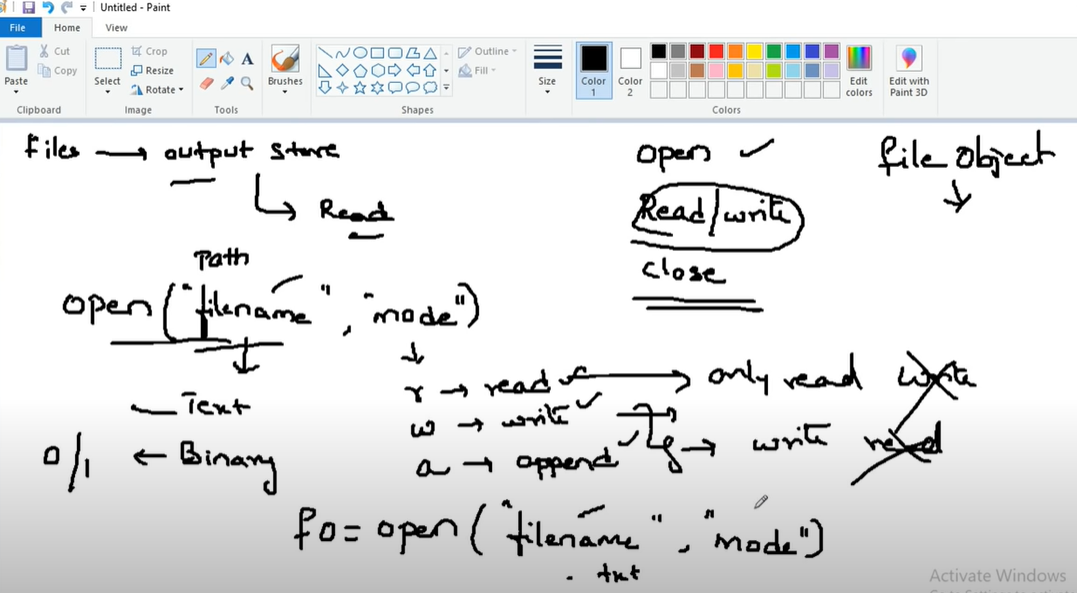 Untitled - Paint
File Home View
Paste
Cut
Copy
Clipboard
Select
Crop
Resize
Rotate
Image
A
Tools
Brushes
Shapes
Outline
Fill
Size
Color 1
Color 2
Colors
Edit colors
Edit with Paint 3D
Files → output store
↳ Read
open ✓
Read/write
close
file object
↓
Path
open("filename", "mode")
Text
0/1 ← Binary
r → read ✓ → only read write
w → write ✓
a → append ✓ → write read
fo = open("filename", "mode")
.txt
Activate Windows